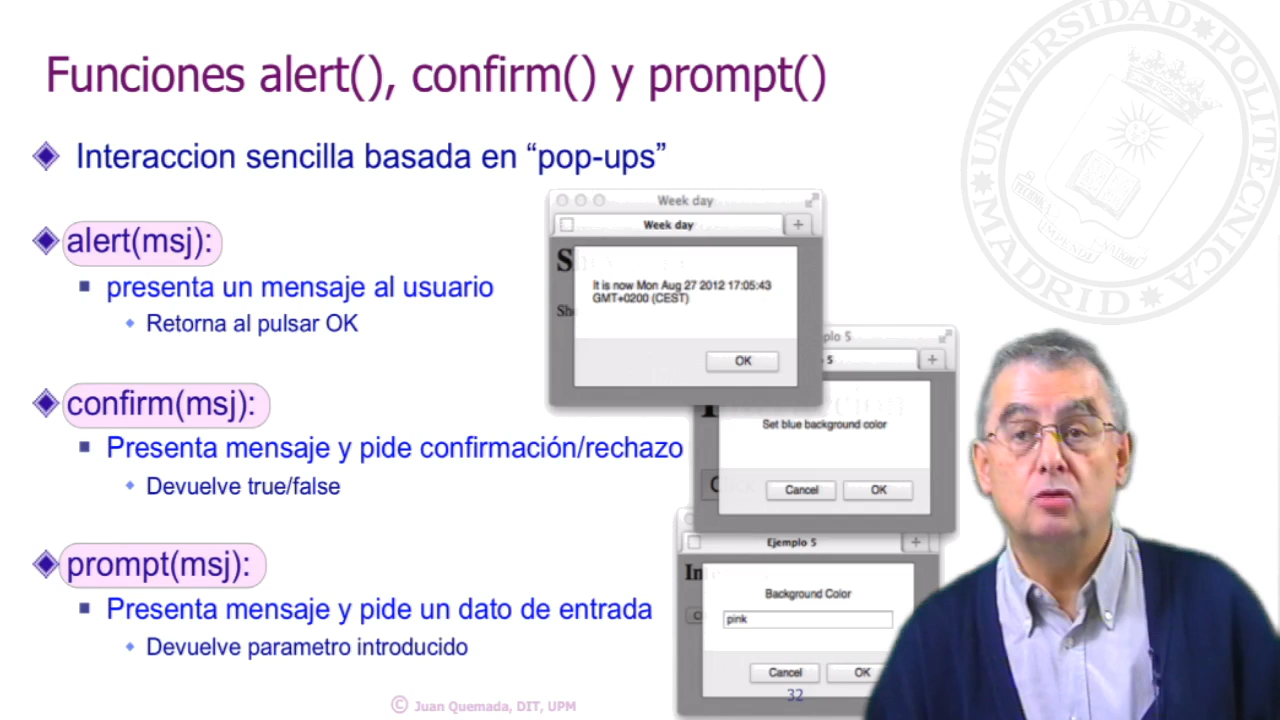 Funciones alert(), confirm() y prompt()
Interaccion sencilla basada en “pop-ups”
alert(msj):
presenta un mensaje al usuario
Retorna al pulsar OK
confirm(msj):
Presenta mensaje y pide confirmación/rechazo
Devuelve true/false
prompt(msj):
Presenta mensaje y pide un dato de entrada
Devuelve parametro introducido
Week day
Week day
It is now Mon Aug 27 2012 17:05:43
GMT+0200 (CEST)
OK
5
Set blue background color
Cancel OK
Ejemplo 5
Background Color
pink
Cancel OK
32
© Juan Quemada, DIT, UPM
UNIVERSIDAD POLITECNICA
MADRID